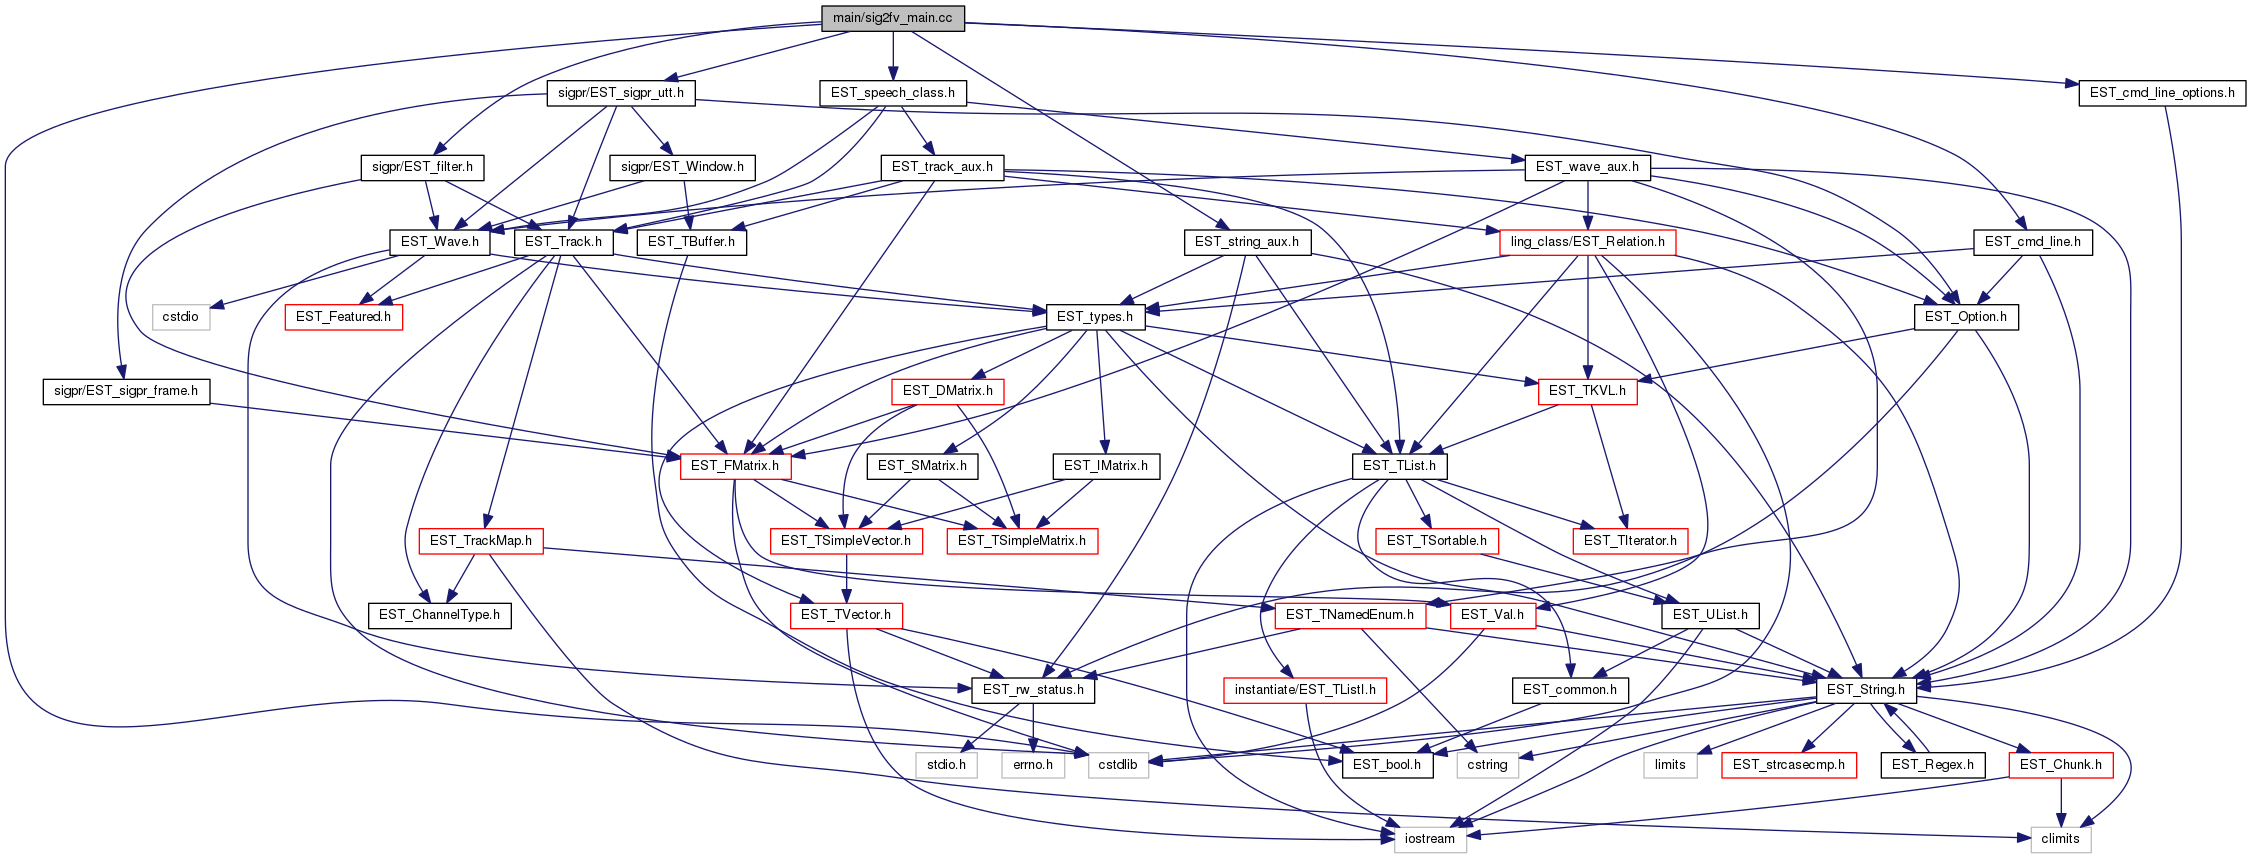 main/sig2fv_main.cc
sigpr/EST_sigpr_utt.h
EST_speech_class.h
EST_cmd_line_options.h
sigpr/EST_filter.h
sigpr/EST_Window.h
EST_track_aux.h
EST_wave_aux.h
EST_Wave.h
EST_Track.h
EST_TBuffer.h
EST_string_aux.h
ling_class/EST_Relation.h
EST_cmd_line.h
cstdio
EST_Featured.h
EST_types.h
EST_Option.h
sigpr/EST_sigpr_frame.h
EST_DMatrix.h
EST_TKVL.h
EST_FMatrix.h
EST_SMatrix.h
EST_IMatrix.h
EST_TList.h
EST_TrackMap.h
EST_TSimpleVector.h
EST_TSimpleMatrix.h
EST_TSortable.h
EST_TIterator.h
EST_ChannelType.h
EST_TVector.h
EST_TNamedEnum.h
EST_Val.h
EST_UList.h
EST_rw_status.h
instantiate/EST_TListI.h
EST_common.h
EST_String.h
stdio.h
errno.h
cstdlib
EST_bool.h
cstring
limits
EST_strcasecmp.h
EST_Regex.h
EST_Chunk.h
iostream
climits